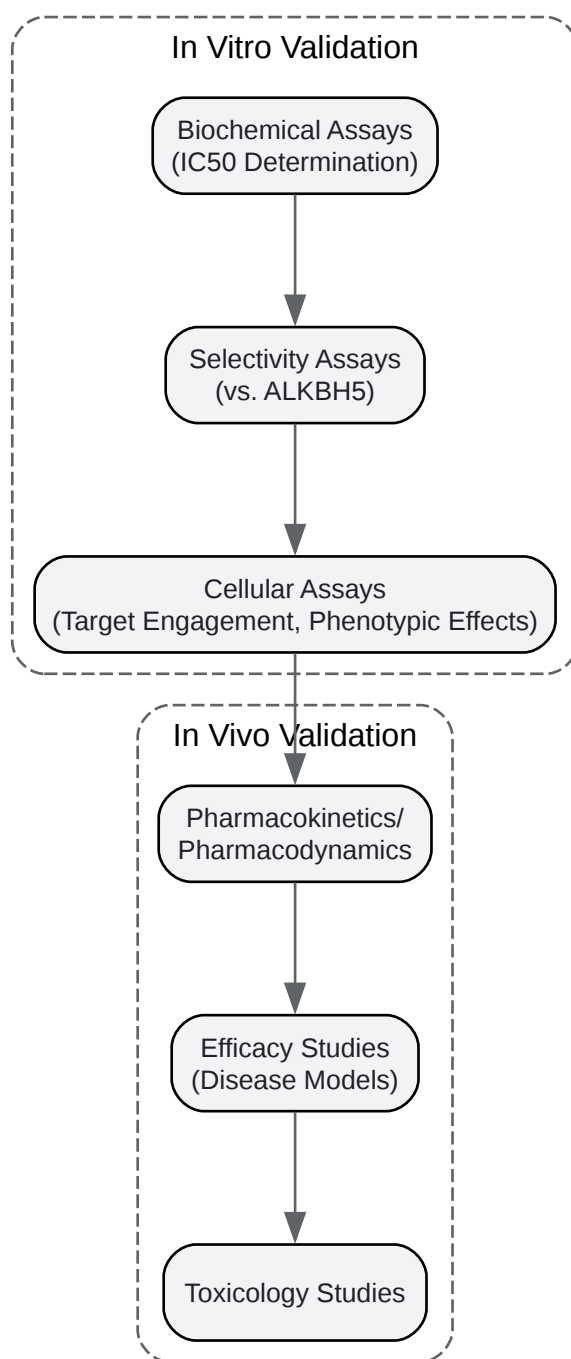 In Vitro Validation
Biochemical Assays
(IC50 Determination)
Selectivity Assays
(vs. ALKBH5)
Cellular Assays
(Target Engagement, Phenotypic Effects)
In Vivo Validation
Pharmacokinetics/
Pharmacodynamics
Efficacy Studies
(Disease Models)
Toxicology Studies